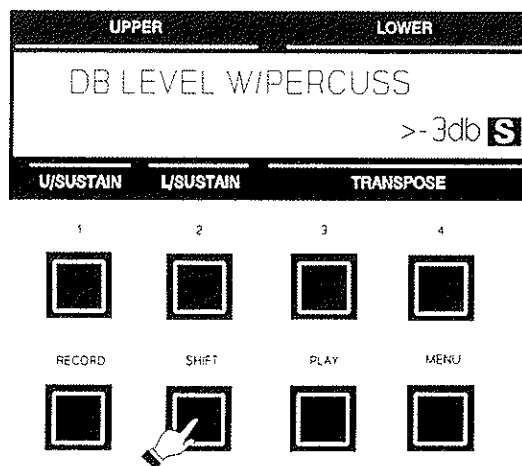 UPPER LOWER
DB LEVEL W/PERCUSS
>-3db S
U/SUSTAIN L/SUSTAIN TRANSPOSE
1 2 3 4
RECORD SHIFT PLAY MENU